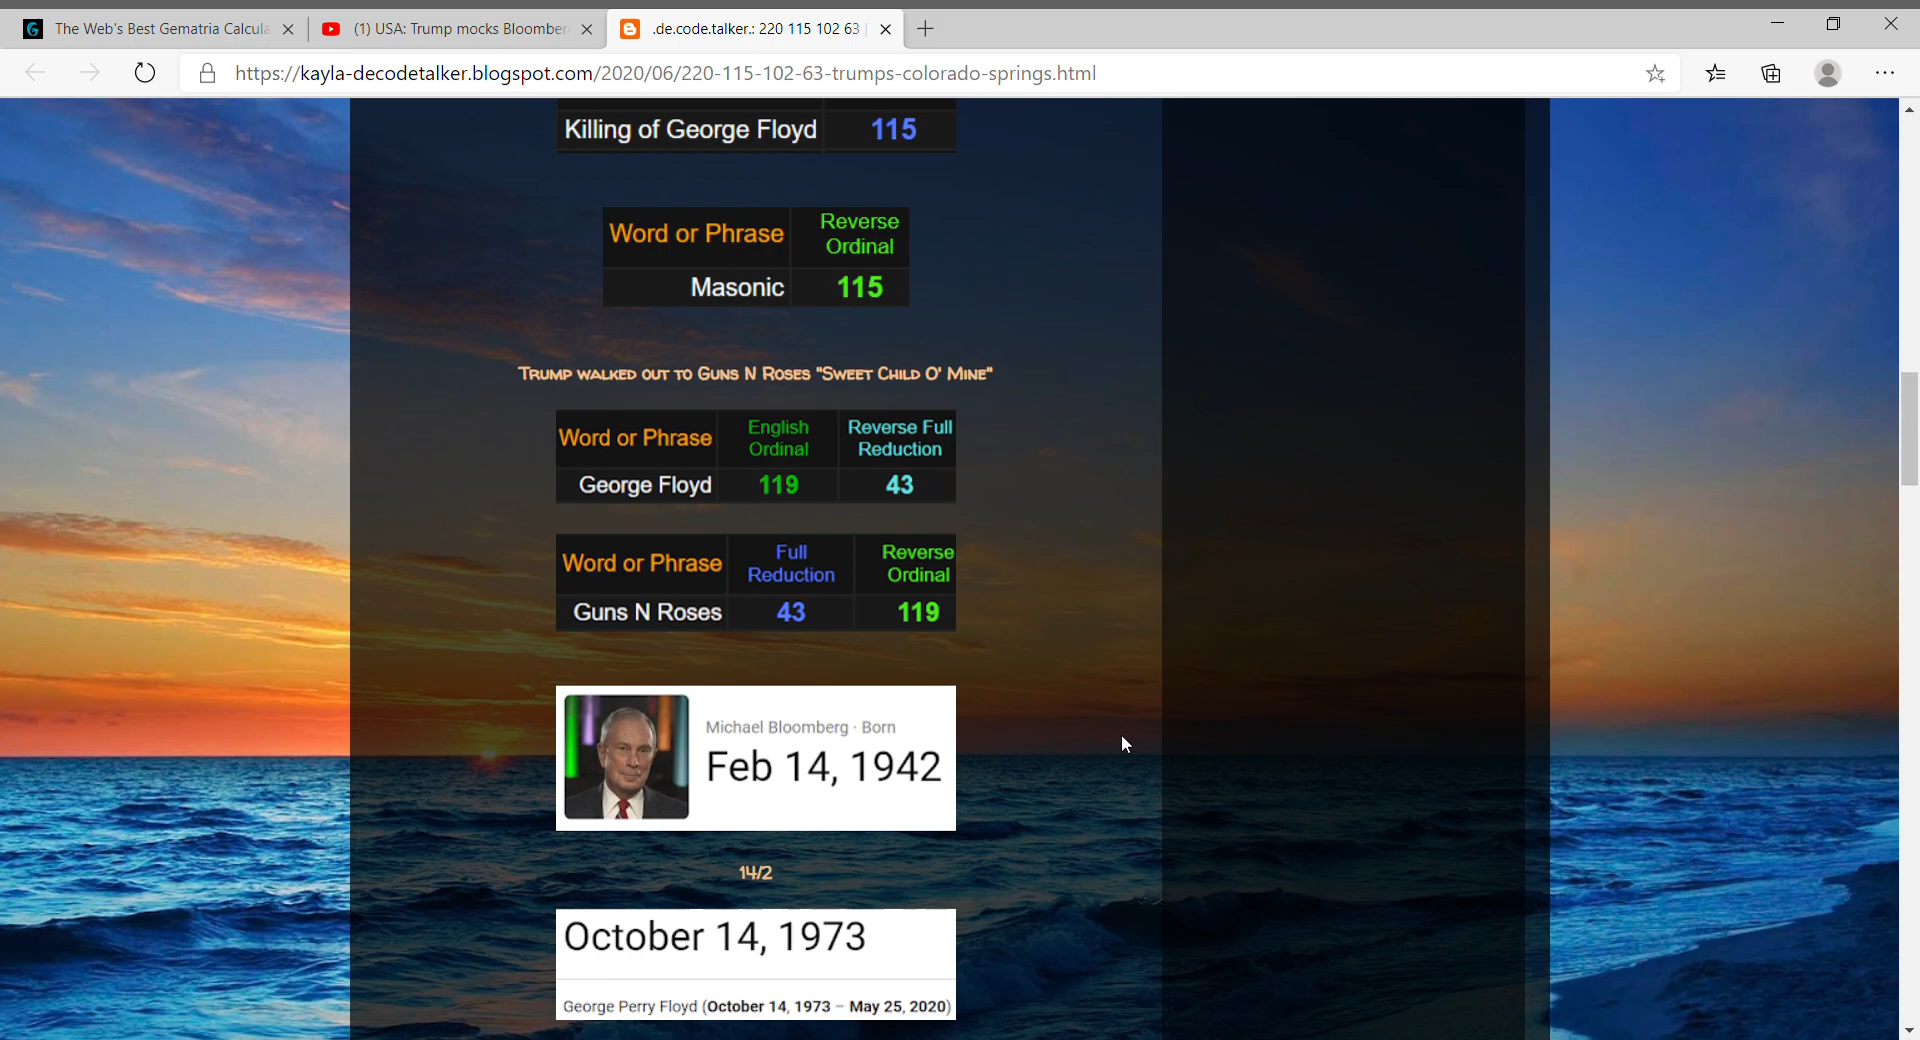 The Web's Best Gematria Calcula
(1) USA: Trump mocks Bloomber
.de.code.talker.: 220 115 102 63
https://kayla-decodetalker.blogspot.com/2020/06/220-115-102-63-trumps-colorado-springs.html
Killing of George Floyd 115
Word or Phrase Reverse Ordinal
Masonic 115
Trump walked out to Guns N Roses "Sweet Child O' Mine"
Word or Phrase English Ordinal Reverse Full Reduction
George Floyd 119 43
Word or Phrase Full Reduction Reverse Ordinal
Guns N Roses 43 119
Michael Bloomberg · Born
Feb 14, 1942
14/2
October 14, 1973
George Perry Floyd (October 14, 1973 – May 25, 2020)